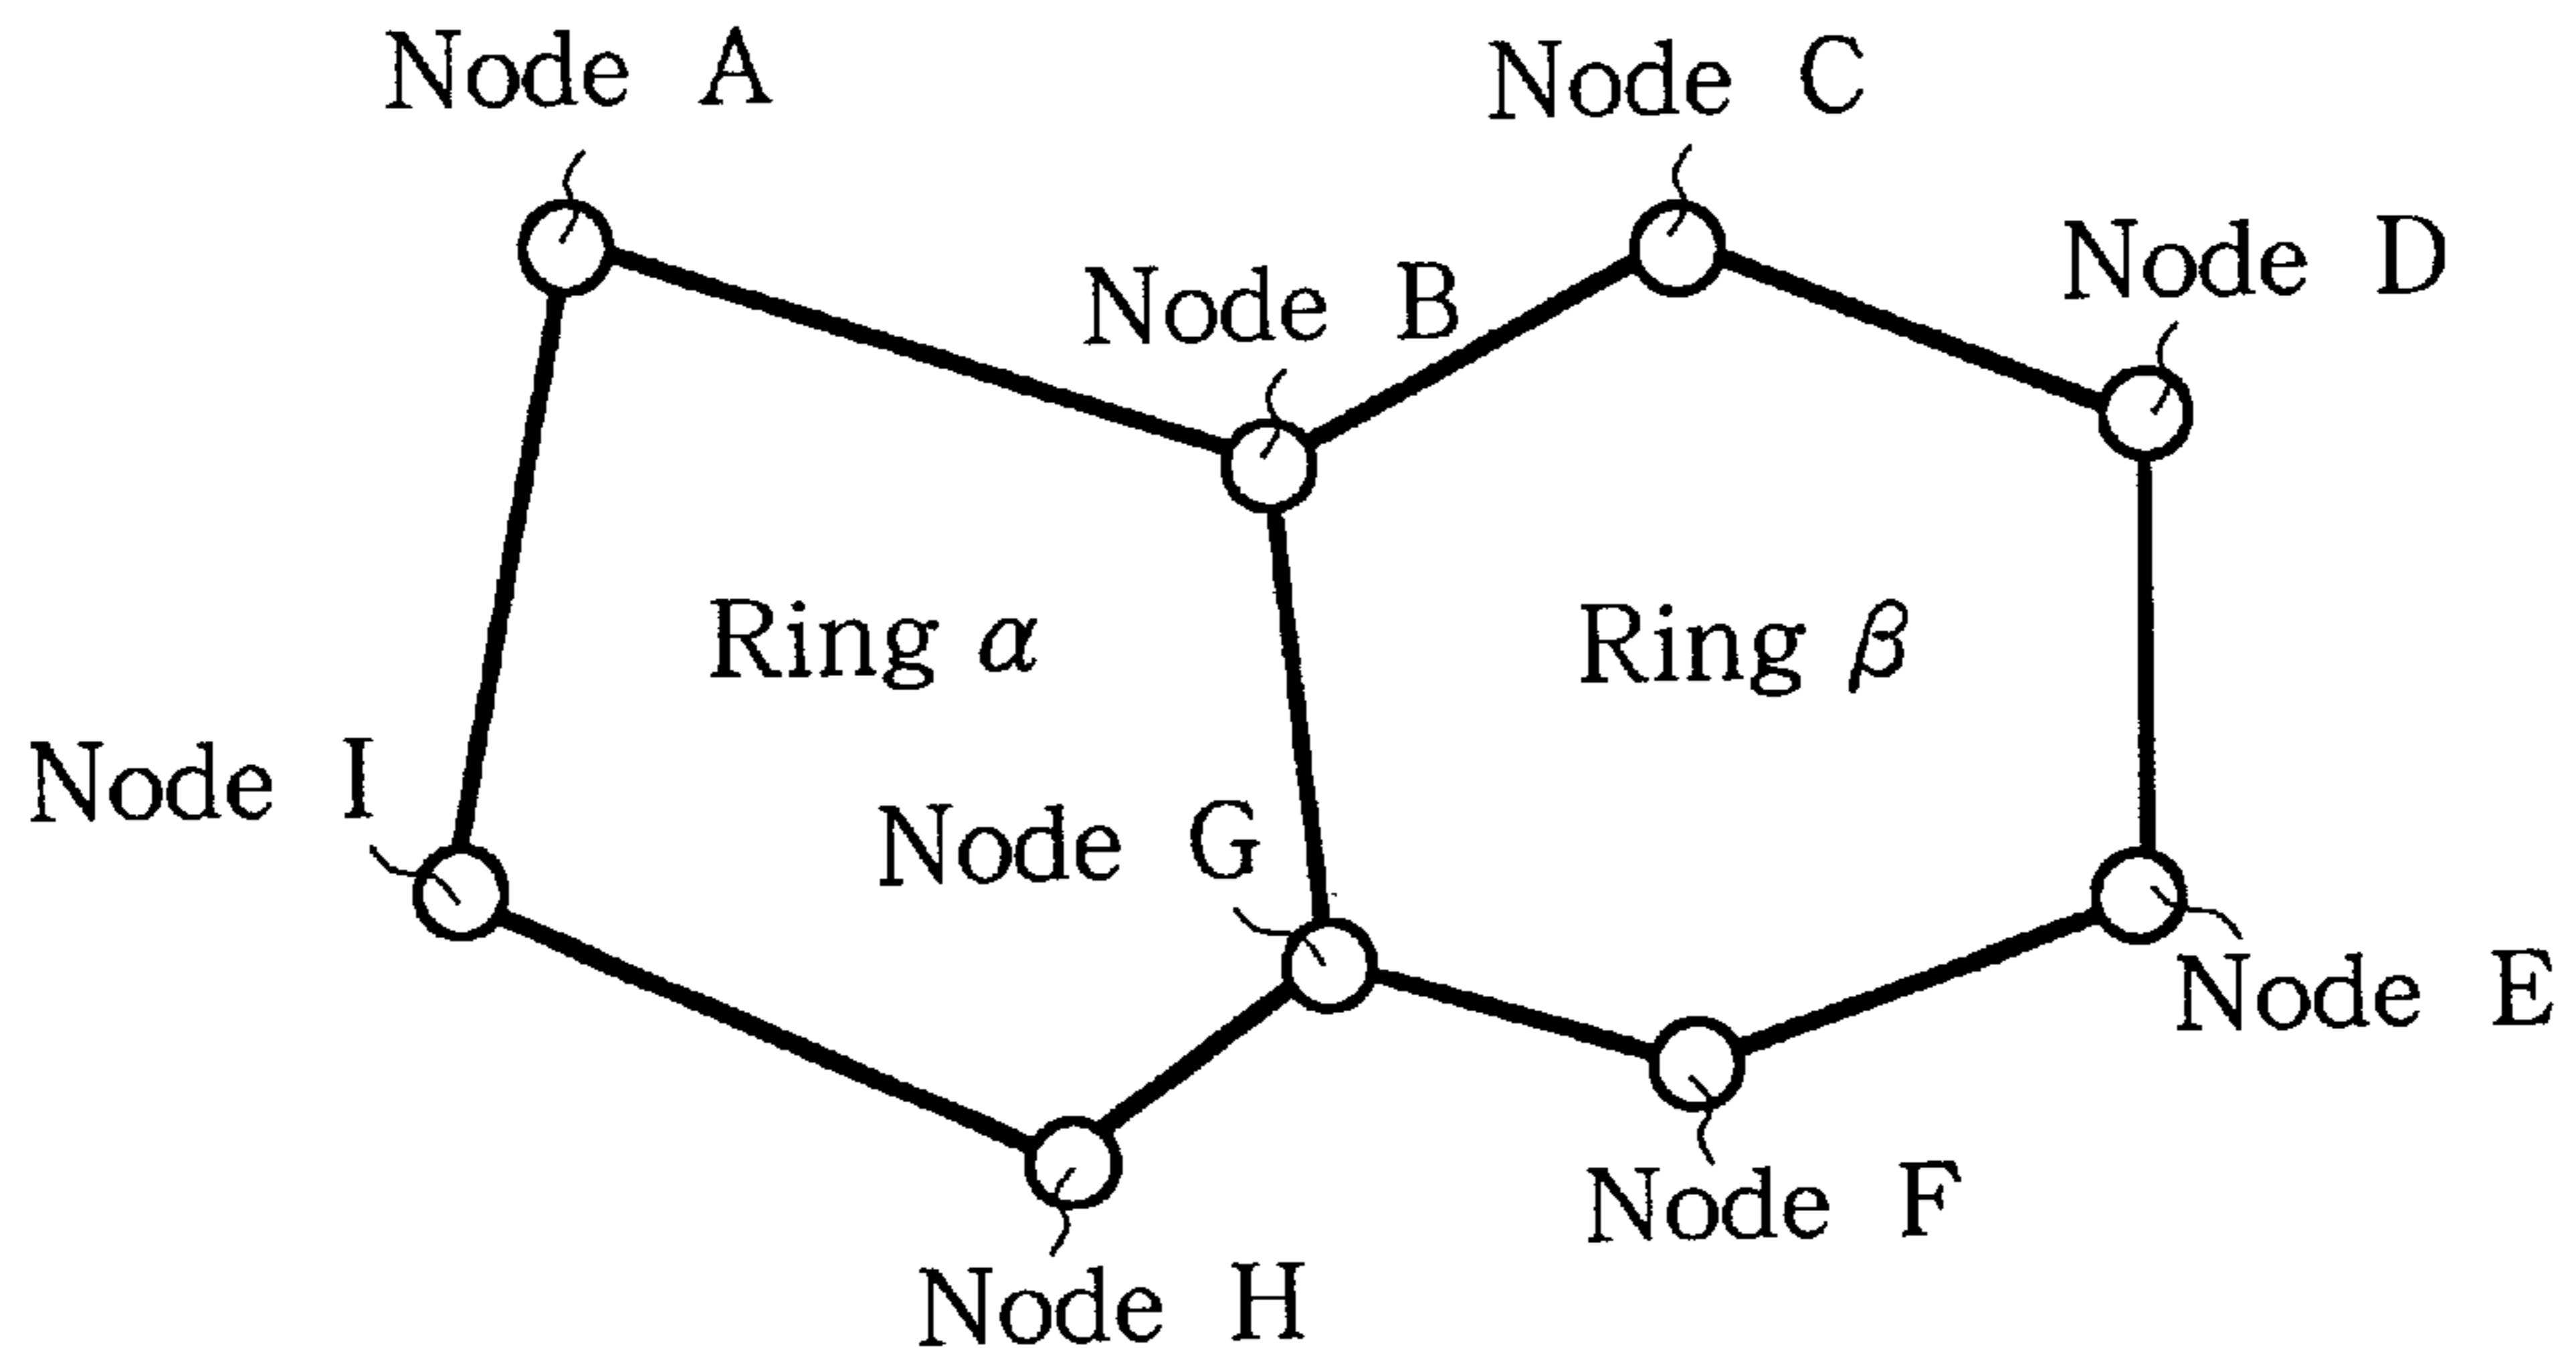 Node A
Node C
Node D
Node B
Ring α
Ring β
Node I
Node G
Node E
Node F
Node H